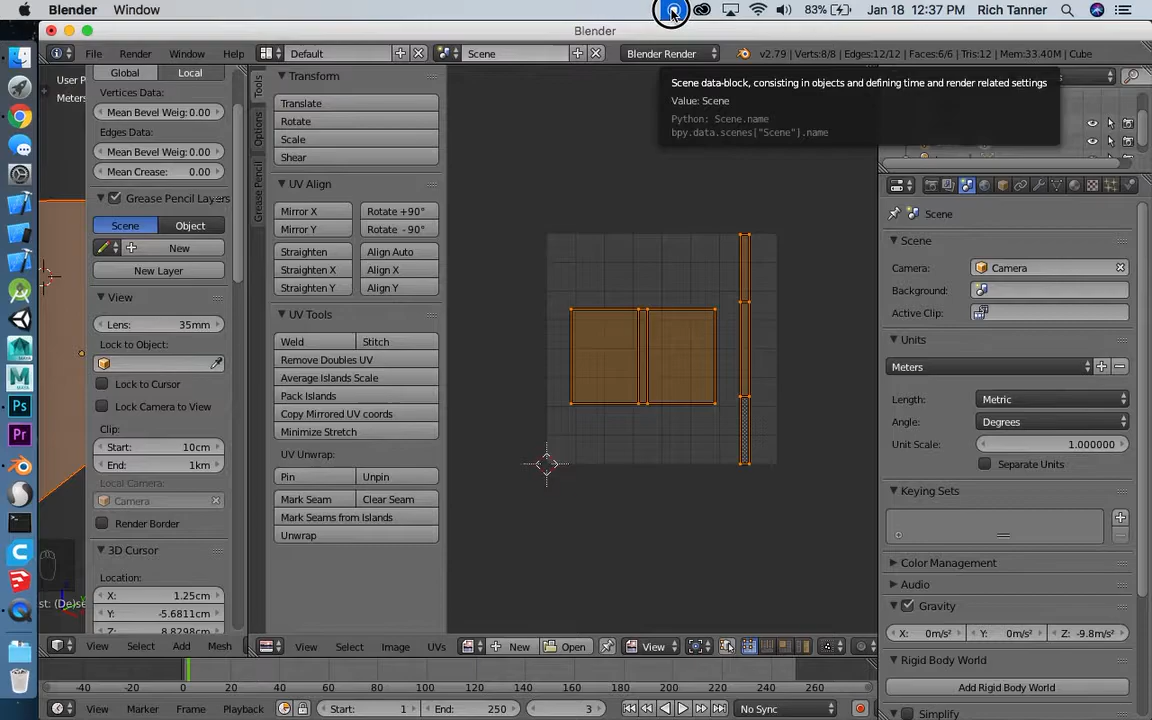 Blender Window 83% Jan 18 12:37 PM Rich Tanner
Blender
File Render Window Help Default Scene Blender Render v2.79 | Verts:8/8 | Edges:12/12 | Faces:6/6 | Tris:12 | Mem:33.40M | Cube
Scene data-block, consisting in objects and defining time and render related settings
Value: Scene
Python: Scene.name
bpy.data.scenes["Scene"].name
User P
Meters
Global Local
Vertices Data:
Mean Bevel Weig: 0.00
Edges Data:
Mean Bevel Weig: 0.00
Mean Crease: 0.00
Grease Pencil Layers
Scene Object
New
New Layer
View
Lens: 35mm
Lock to Object:
Lock to Cursor
Lock Camera to View
Clip:
Start: 10cm
End: 1km
Local Camera:
Camera
Render Border
3D Cursor
Location:
X: 1.25cm
Y: -5.6811cm
Z: 8.8298cm
st: (De)se
View Select Add Mesh
Tools
Options
Grease Pencil
Transform
Translate
Rotate
Scale
Shear
UV Align
Mirror X Rotate +90°
Mirror Y Rotate -90°
Straighten Align Auto
Straighten X Align X
Straighten Y Align Y
UV Tools
Weld Stitch
Remove Doubles UV
Average Islands Scale
Pack Islands
Copy Mirrored UV coords
Minimize Stretch
UV Unwrap:
Pin Unpin
Mark Seam Clear Seam
Mark Seams from Islands
Unwrap
View Select Image UVs New Open View
Scene
Scene
Camera: Camera
Background:
Active Clip:
Units
Meters
Length: Metric
Angle: Degrees
Unit Scale: 1.000000
Separate Units
Keying Sets
Color Management
Audio
Gravity
X: 0m/s² Y: 0m/s² Z: -9.8m/s²
Rigid Body World
Add Rigid Body World
Simplify
-40 -20 0 20 40 60 80 100 120 140 160 180 200 220 240 260
View Marker Frame Playback Start: 1 End: 250 3 No Sync